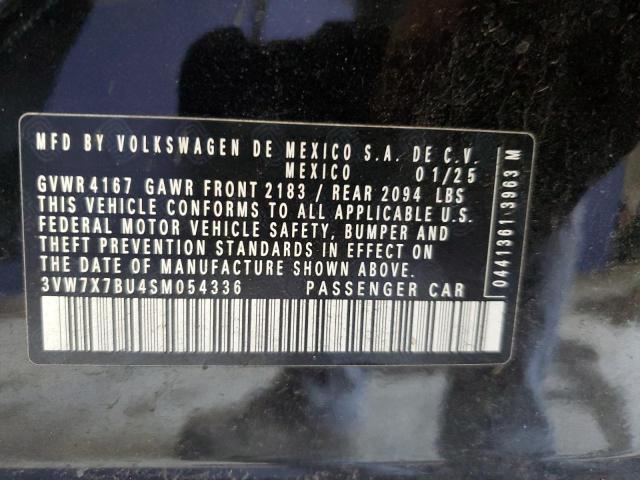 MFD BY VOLKSWAGEN DE MEXICO S.A. DE C.V.
MEXICO 01/25
GVWR 4167 GAWR FRONT 2183 / REAR 2094 LBS
THIS VEHICLE CONFORMS TO ALL APPLICABLE U.S.
FEDERAL MOTOR VEHICLE SAFETY, BUMPER AND
THEFT PREVENTION STANDARDS IN EFFECT ON
THE DATE OF MANUFACTURE SHOWN ABOVE.
3VW7X7BU4SM054336 PASSENGER CAR
0441361 3963 M